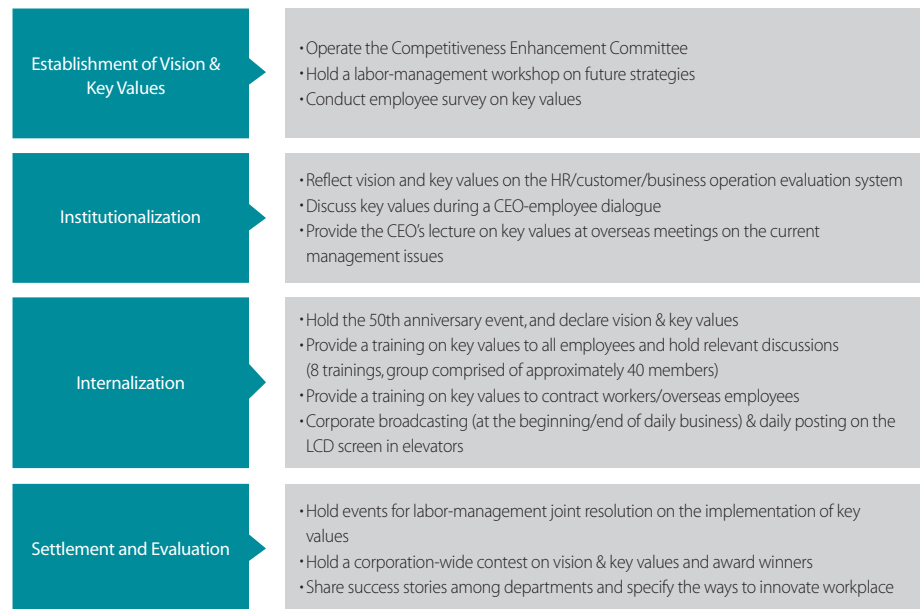 Establishment of Vision &
Key Values
·Operate the Competitiveness Enhancement Committee
·Hold a labor-management workshop on future strategies
·Conduct employee survey on key values
Institutionalization
·Reflect vision and key values on the HR/customer/business operation evaluation system
·Discuss key values during a CEO-employee dialogue
·Provide the CEO's lecture on key values at overseas meetings on the current
management issues
Internalization
·Hold the 50th anniversary event, and declare vision & key values
·Provide a training on key values to all employees and hold relevant discussions
(8 trainings, group comprised of approximately 40 members)
·Provide a training on key values to contract workers/overseas employees
·Corporate broadcasting (at the beginning/end of daily business) & daily posting on the
LCD screen in elevators
Settlement and Evaluation
·Hold events for labor-management joint resolution on the implementation of key
values
·Hold a corporation-wide contest on vision & key values and award winners
·Share success stories among departments and specify the ways to innovate workplace